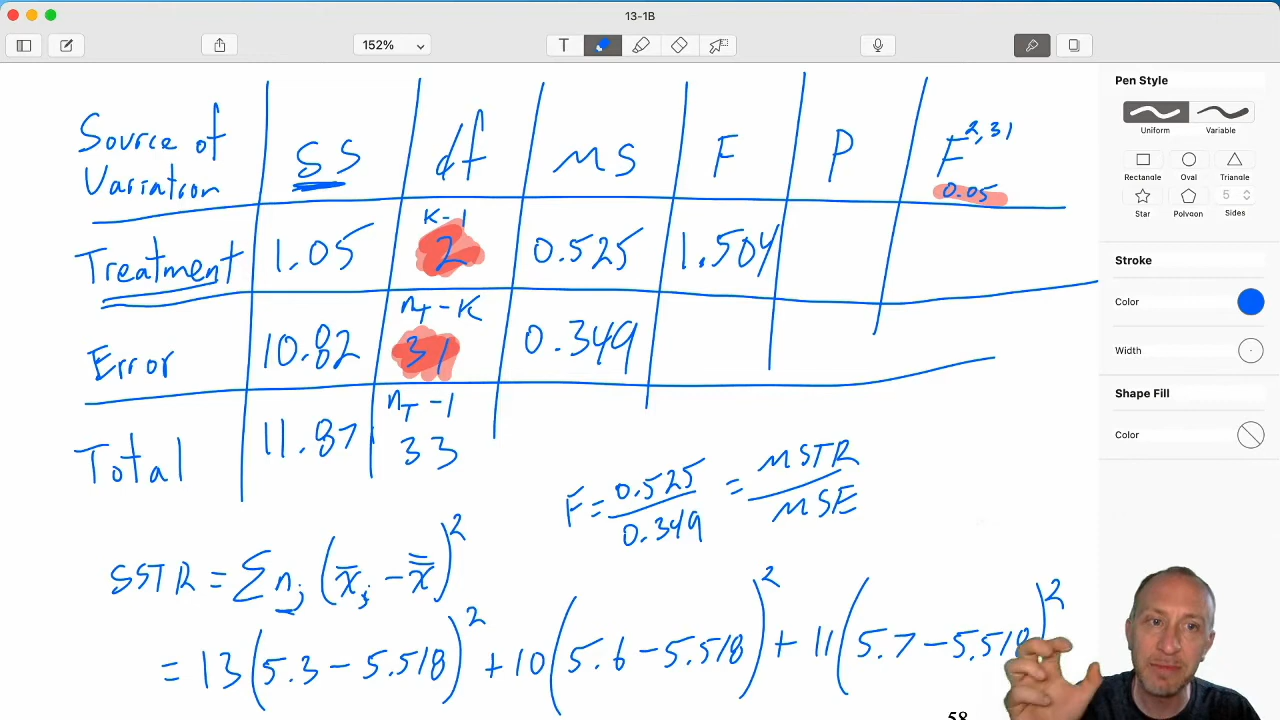 13-1B
152%
T
Pen Style
Uniform Variable
Rectangle Oval Triangle
5
Star Polygon Sides
Stroke
Color
Width
Shape Fill
Color
Source of Variation SS df MS F P F 2,31 0.05
Treatment 1.05 K-1 2 0.525 1.504
Error 10.82 nT-K 31 0.349
Total 11.87 nT-1 33
F = 0.525 / 0.349 = MSTR / MSE
SSTR = Σ nj (x̄j - x̿)²
= 13(5.3 - 5.518)² + 10(5.6 - 5.518)² + 11(5.7 - 5.518)²